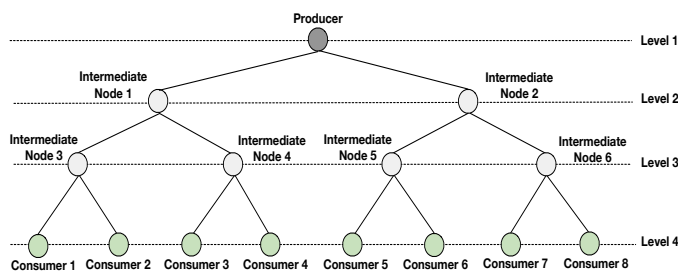 Producer
Level 1
Intermediate
Node 1
Intermediate
Node 2
Level 2
Intermediate
Node 3
Intermediate
Node 4
Intermediate
Node 5
Intermediate
Node 6
Level 3
Level 4
Consumer 1
Consumer 2
Consumer 3
Consumer 4
Consumer 5
Consumer 6
Consumer 7
Consumer 8